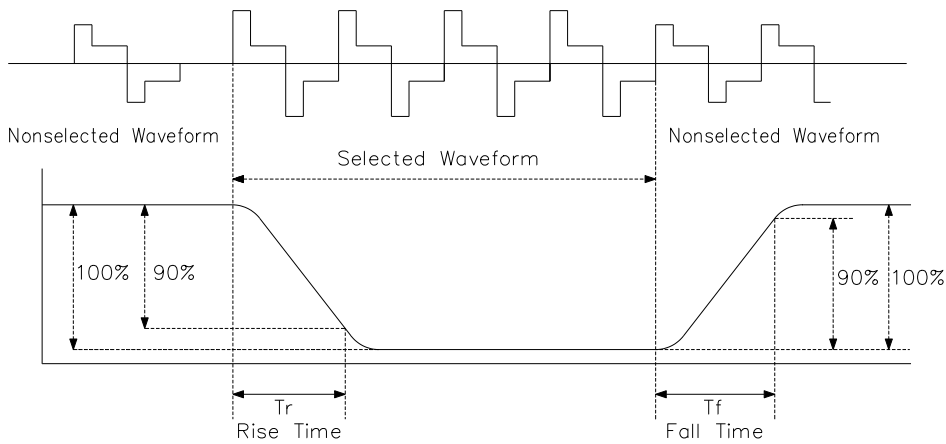 Nonselected Waveform
Nonselected Waveform
Selected Waveform
100%
90%
90%
100%
Tr
Rise Time
Tf
Fall Time